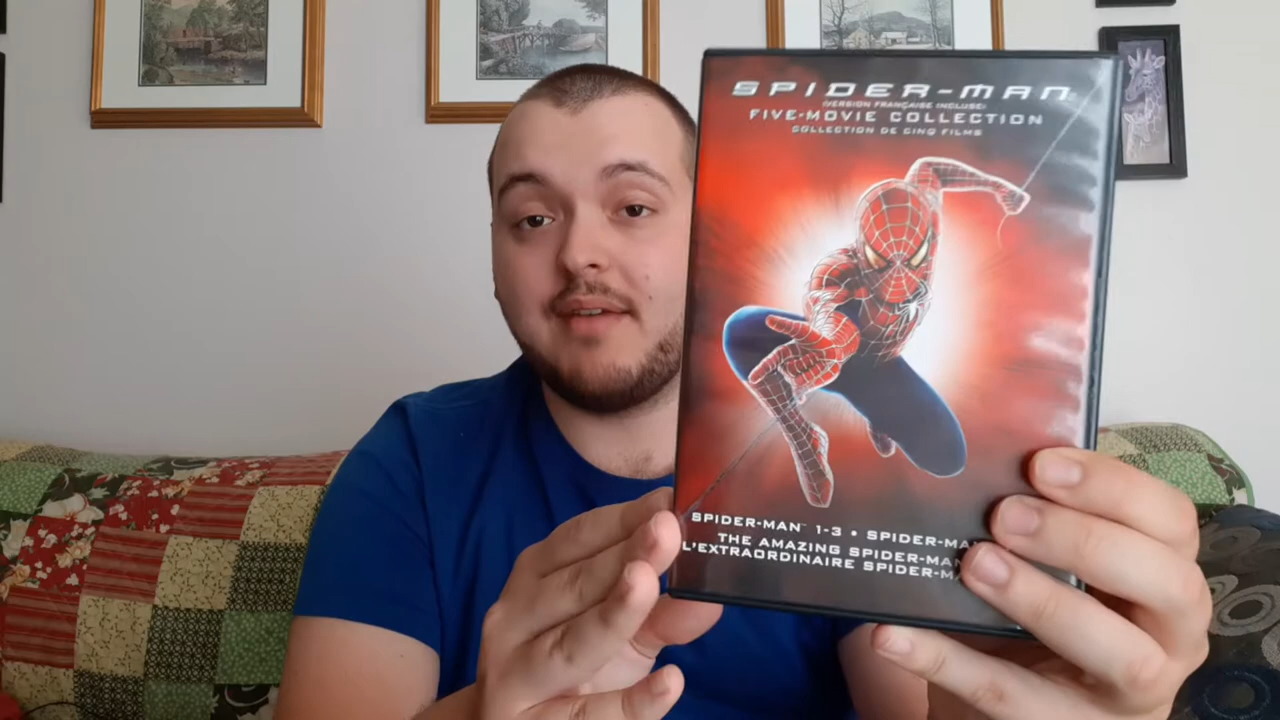 SPIDER-MAN
(VERSION FRANÇAISE INCLUSE)
FIVE-MOVIE COLLECTION
COLLECTION DE CINQ FILMS
SPIDER-MAN™ 1-3 • SPIDER-MA
THE AMAZING SPIDER-MAN
L'EXTRAORDINAIRE SPIDER-M